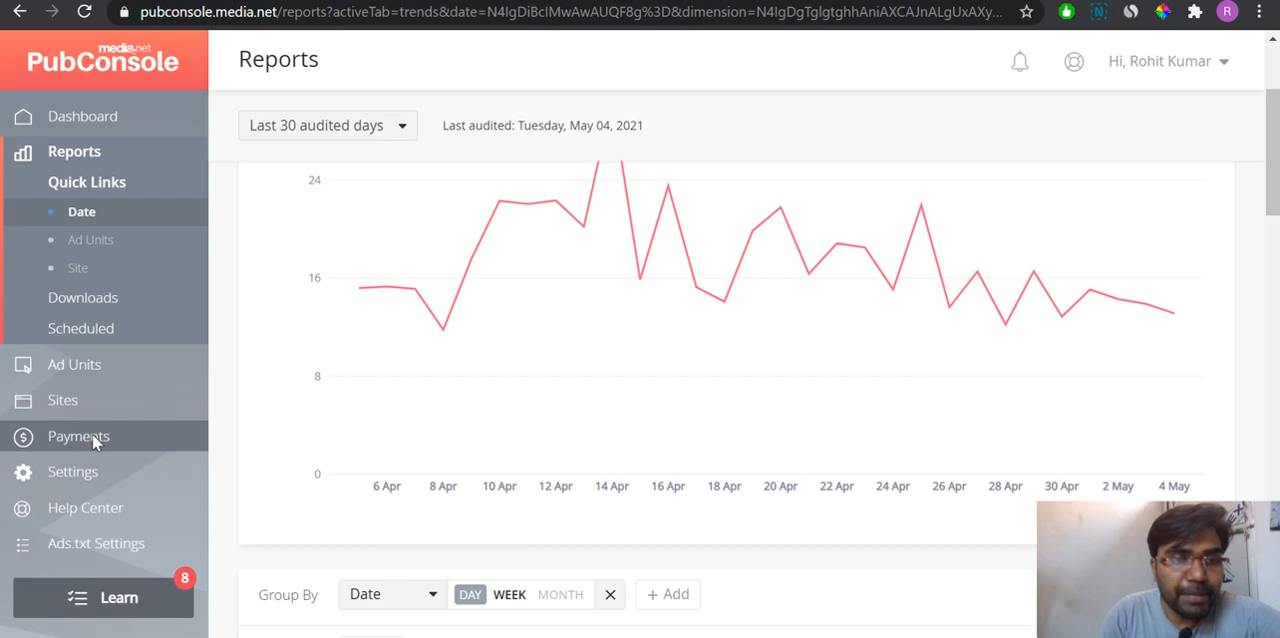 pubconsole.media.net/reports?activeTab=trends&date=N4IgDiBcIMwAwAUQF8g%3D&dimension=N4IgDgTglgtghhAniAXCAJnALgUxAXy...
R
media.net
PubConsole
Reports
Hi, Rohit Kumar
Dashboard
Reports
Quick Links
Date
Ad Units
Site
Downloads
Scheduled
Ad Units
Sites
Payments
Settings
Help Center
Ads.txt Settings
8
Learn
Last 30 audited days
Last audited: Tuesday, May 04, 2021
24
16
8
0
6 Apr 8 Apr 10 Apr 12 Apr 14 Apr 16 Apr 18 Apr 20 Apr 22 Apr 24 Apr 26 Apr 28 Apr 30 Apr 2 May 4 May
Group By Date DAY WEEK MONTH + Add